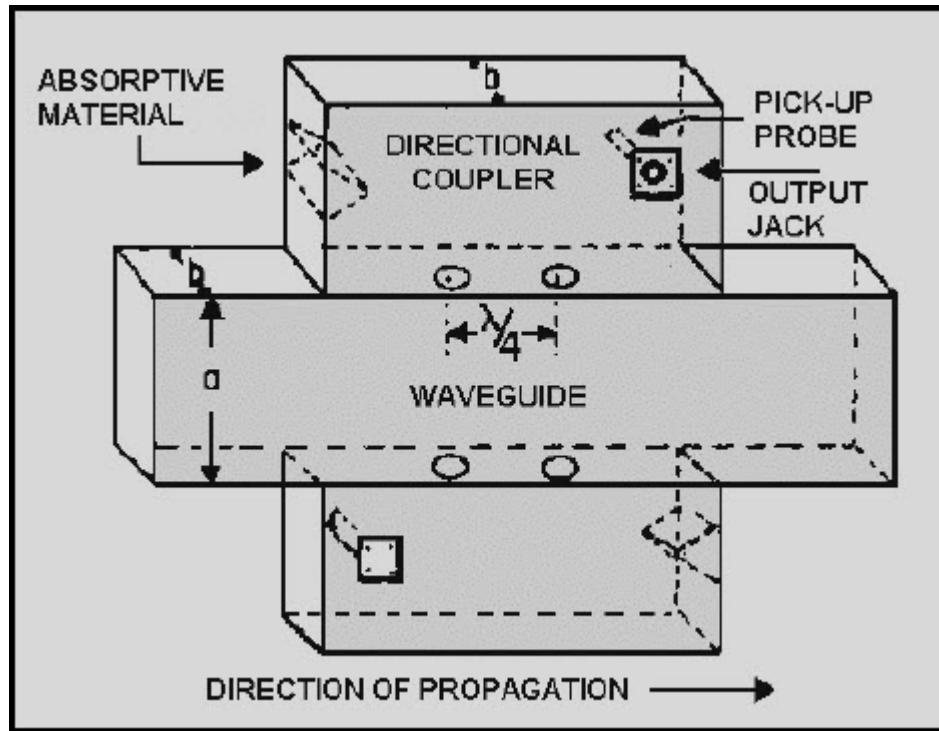 ABSORPTIVE
MATERIAL
b
DIRECTIONAL
COUPLER
PICK-UP
PROBE
OUTPUT
JACK
b
a
λ/4
WAVEGUIDE
DIRECTION OF PROPAGATION